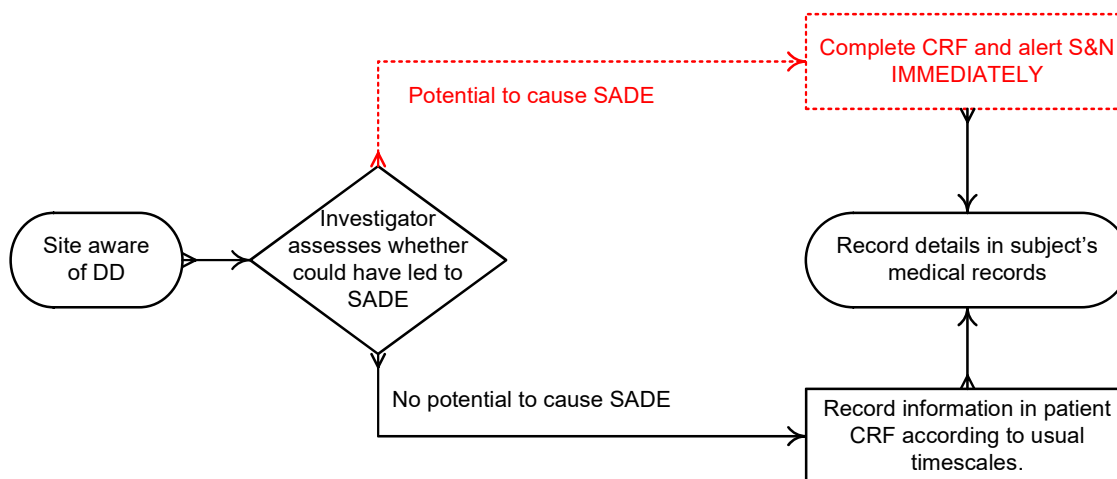 Complete CRF and alert S&N
IMMEDIATELY
Potential to cause SADE
Site aware
of DD
Investigator
assesses whether
could have led to
SADE
Record details in subject's
medical records
No potential to cause SADE
Record information in patient
CRF according to usual
timescales.